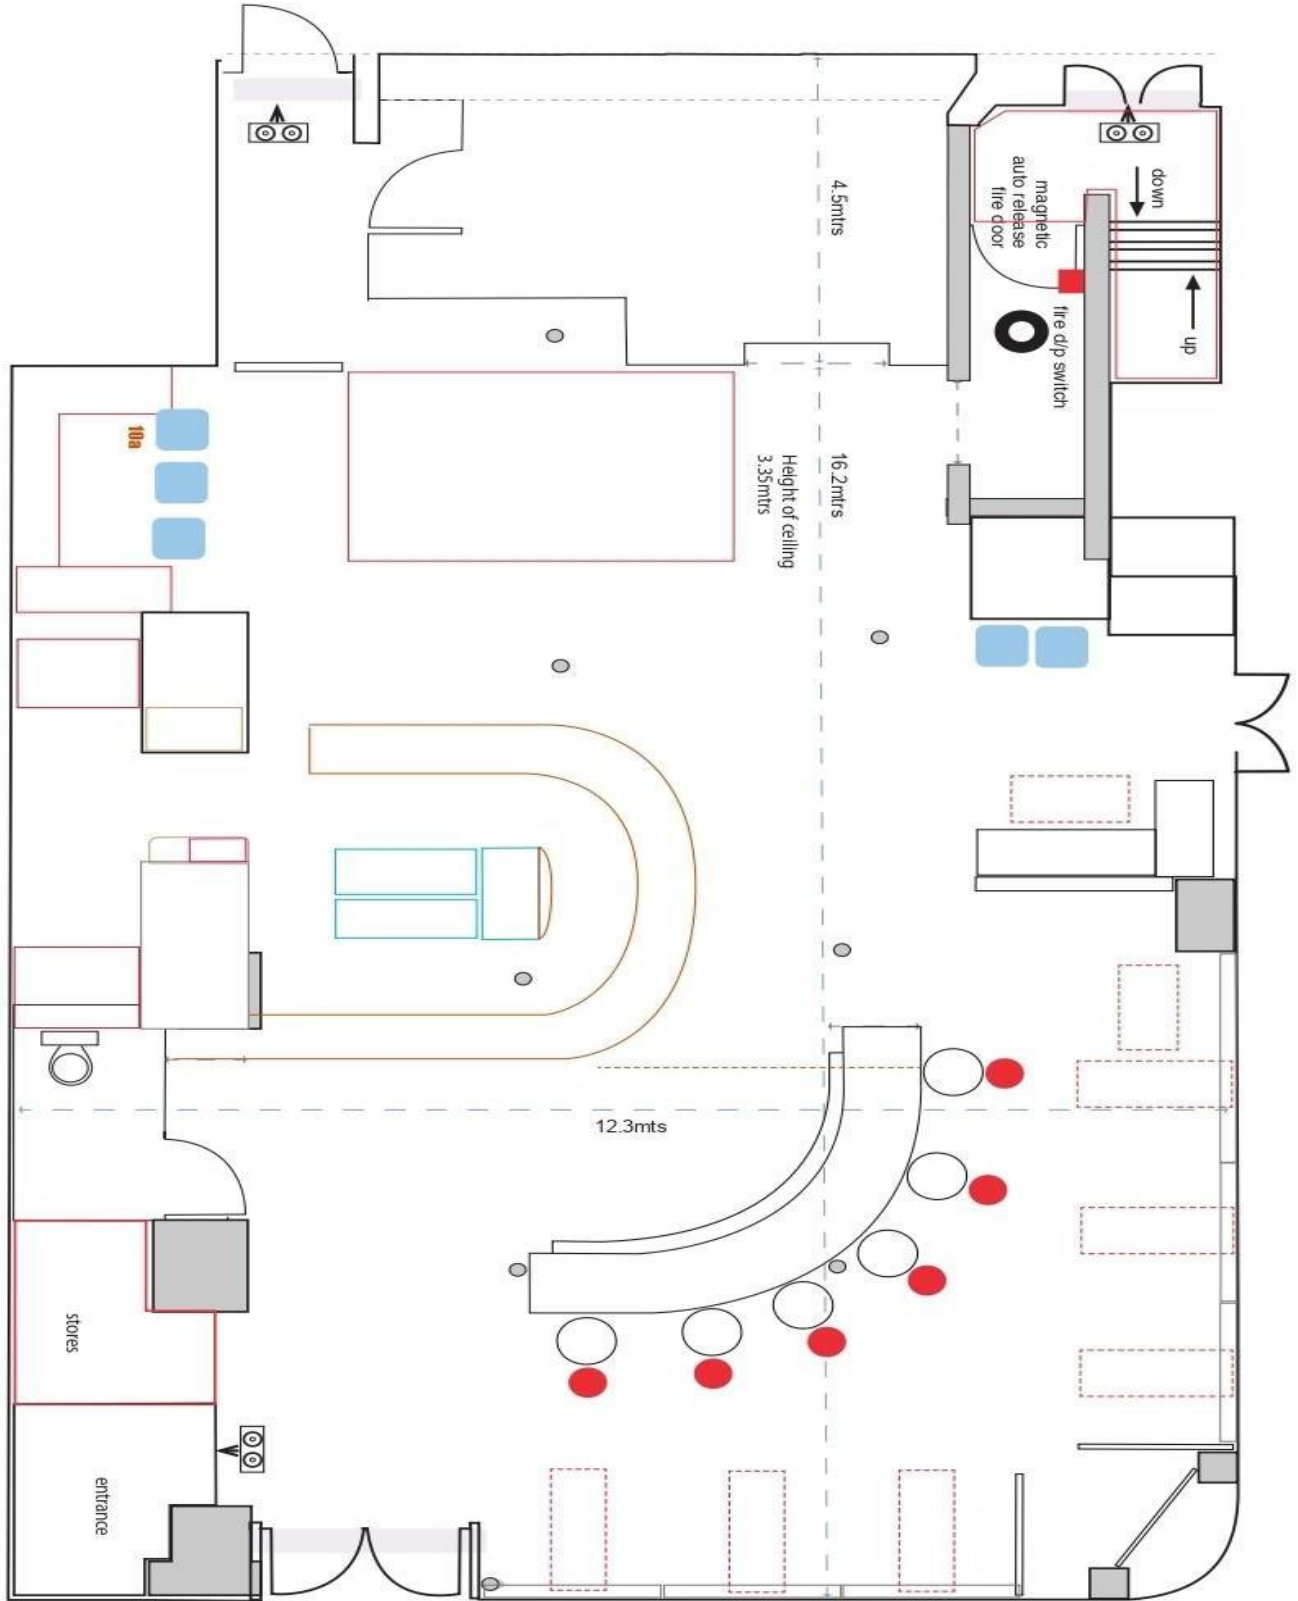 4.5mtrs
down
magnetic
auto release
fire door
up
fire d/p switch
10a
16.2mtrs
Height of ceiling
3.35mtrs
12.3mts
stores
entrance